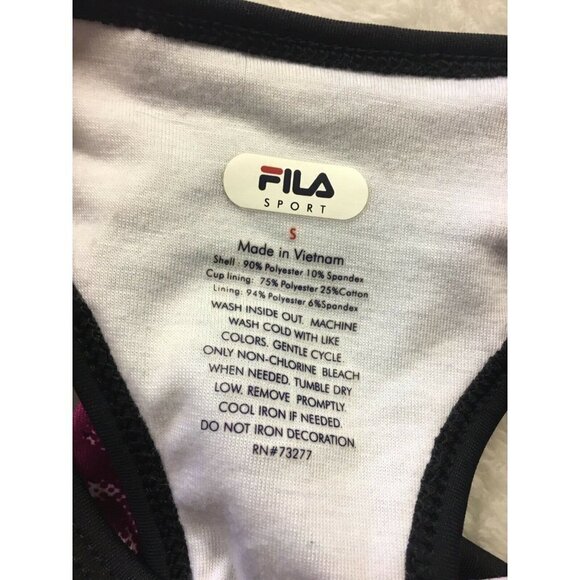 FILA
SPORT
S
Made in Vietnam
Shell : 90% Polyester 10% Spandex
Cup lining: 75% Polyester 25%Cotton
Lining: 94% Polyester 6%Spandex
WASH INSIDE OUT. MACHINE
WASH COLD WITH LIKE
COLORS. GENTLE CYCLE.
ONLY NON-CHLORINE BLEACH
WHEN NEEDED. TUMBLE DRY
LOW. REMOVE PROMPTLY.
COOL IRON IF NEEDED.
DO NOT IRON DECORATION.
RN#73277